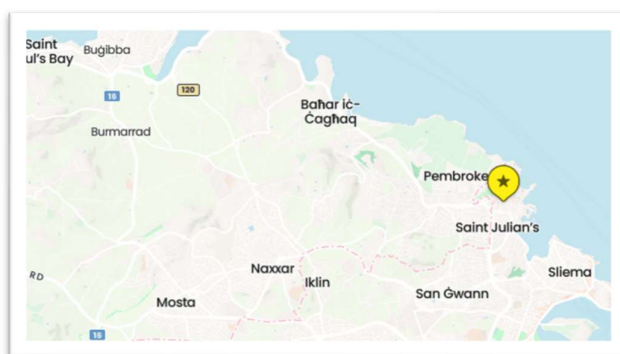 Saint
ul's Bay
Buġibba
16
120
Burmarrad
Baħar iċ-
Ċagħaq
Pembroke
Saint Julian's
RD
Naxxar
Iklin
Sliema
San Ġwann
Mosta
16